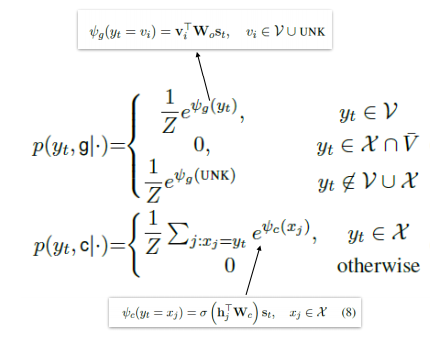 ψ_g(y_t = v_i) = v_i^⊤ W_o s_t, v_i ∈ 𝒱 ∪ UNK
p(y_t, g|·) = { 1/Z e^{ψ_g(y_t)}, y_t ∈ 𝒱
0, y_t ∈ 𝒳 ∩ V̄
1/Z e^{ψ_g(UNK)} y_t ∉ 𝒱 ∪ 𝒳
p(y_t, c|·) = { 1/Z ∑_{j:x_j=y_t} e^{ψ_c(x_j)}, y_t ∈ 𝒳
0 otherwise
ψ_c(y_t = x_j) = σ(h_j^⊤ W_c) s_t, x_j ∈ 𝒳 (8)